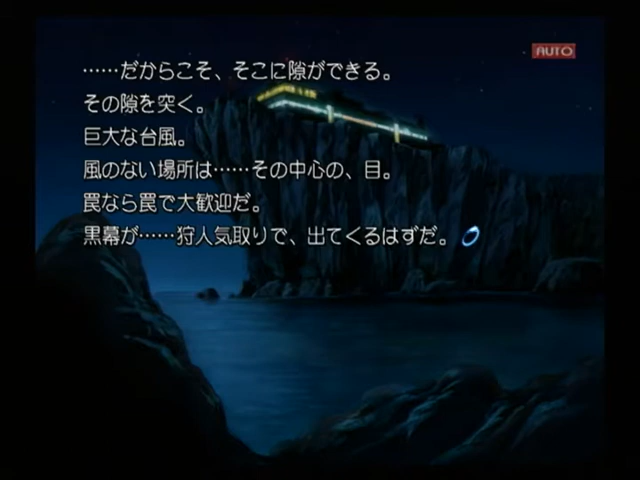 AUTO
……だからこそ、そこに隙ができる。
その隙を突く。
巨大な台風。
風のない場所は……その中心の、目。
罠なら罠で大歓迎だ。
黒幕が……狩人気取りで、出てくるはずだ。